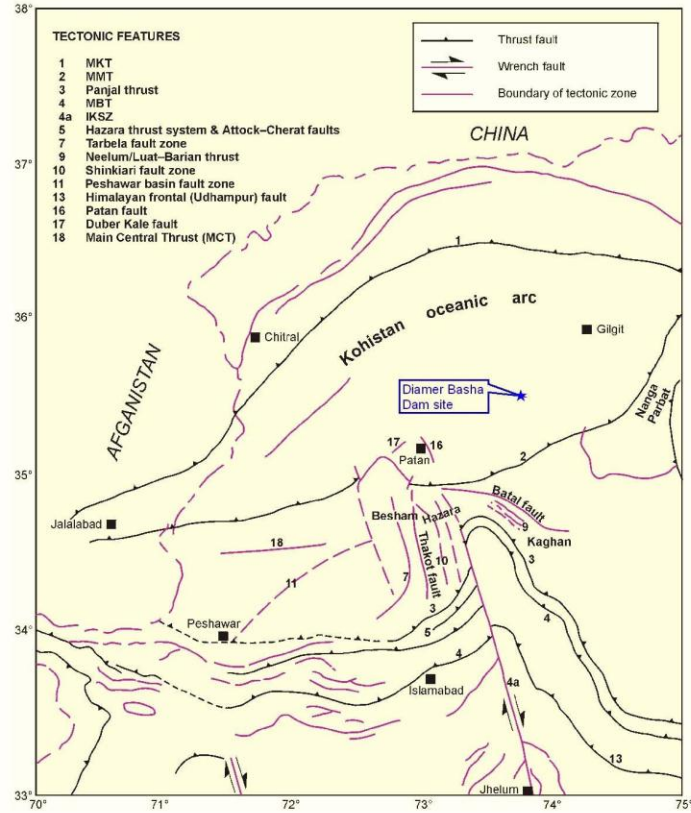 38°
TECTONIC FEATURES
1 MKT
2 MMT
3 Panjal thrust
4 MBT
4a IKSZ
5 Hazara thrust system & Attock–Cherat faults
7 Tarbela fault zone
9 Neelum/Luat–Barian thrust
10 Shinkiari fault zone
11 Peshawar basin fault zone
13 Himalayan frontal (Udhampur) fault
16 Patan fault
17 Duber Kale fault
18 Main Central Thrust (MCT)
Thrust fault
Wrench fault
Boundary of tectonic zone
CHINA
37°
1
36°
Chitral
Kohistan oceanic arc
Gilgit
AFGANISTAN
Diamer Basha
Dam site
Nanga
Parbat
17
16
Patan
2
35°
Jalalabad
Besham
Hazara
Batal fault
9
Kaghan
18
Thakot fault
10
3
11
7
4
Peshawar
3
34°
5
4
Islamabad
4a
13
Jhelum
33°
70°
71°
72°
73°
74°
75°